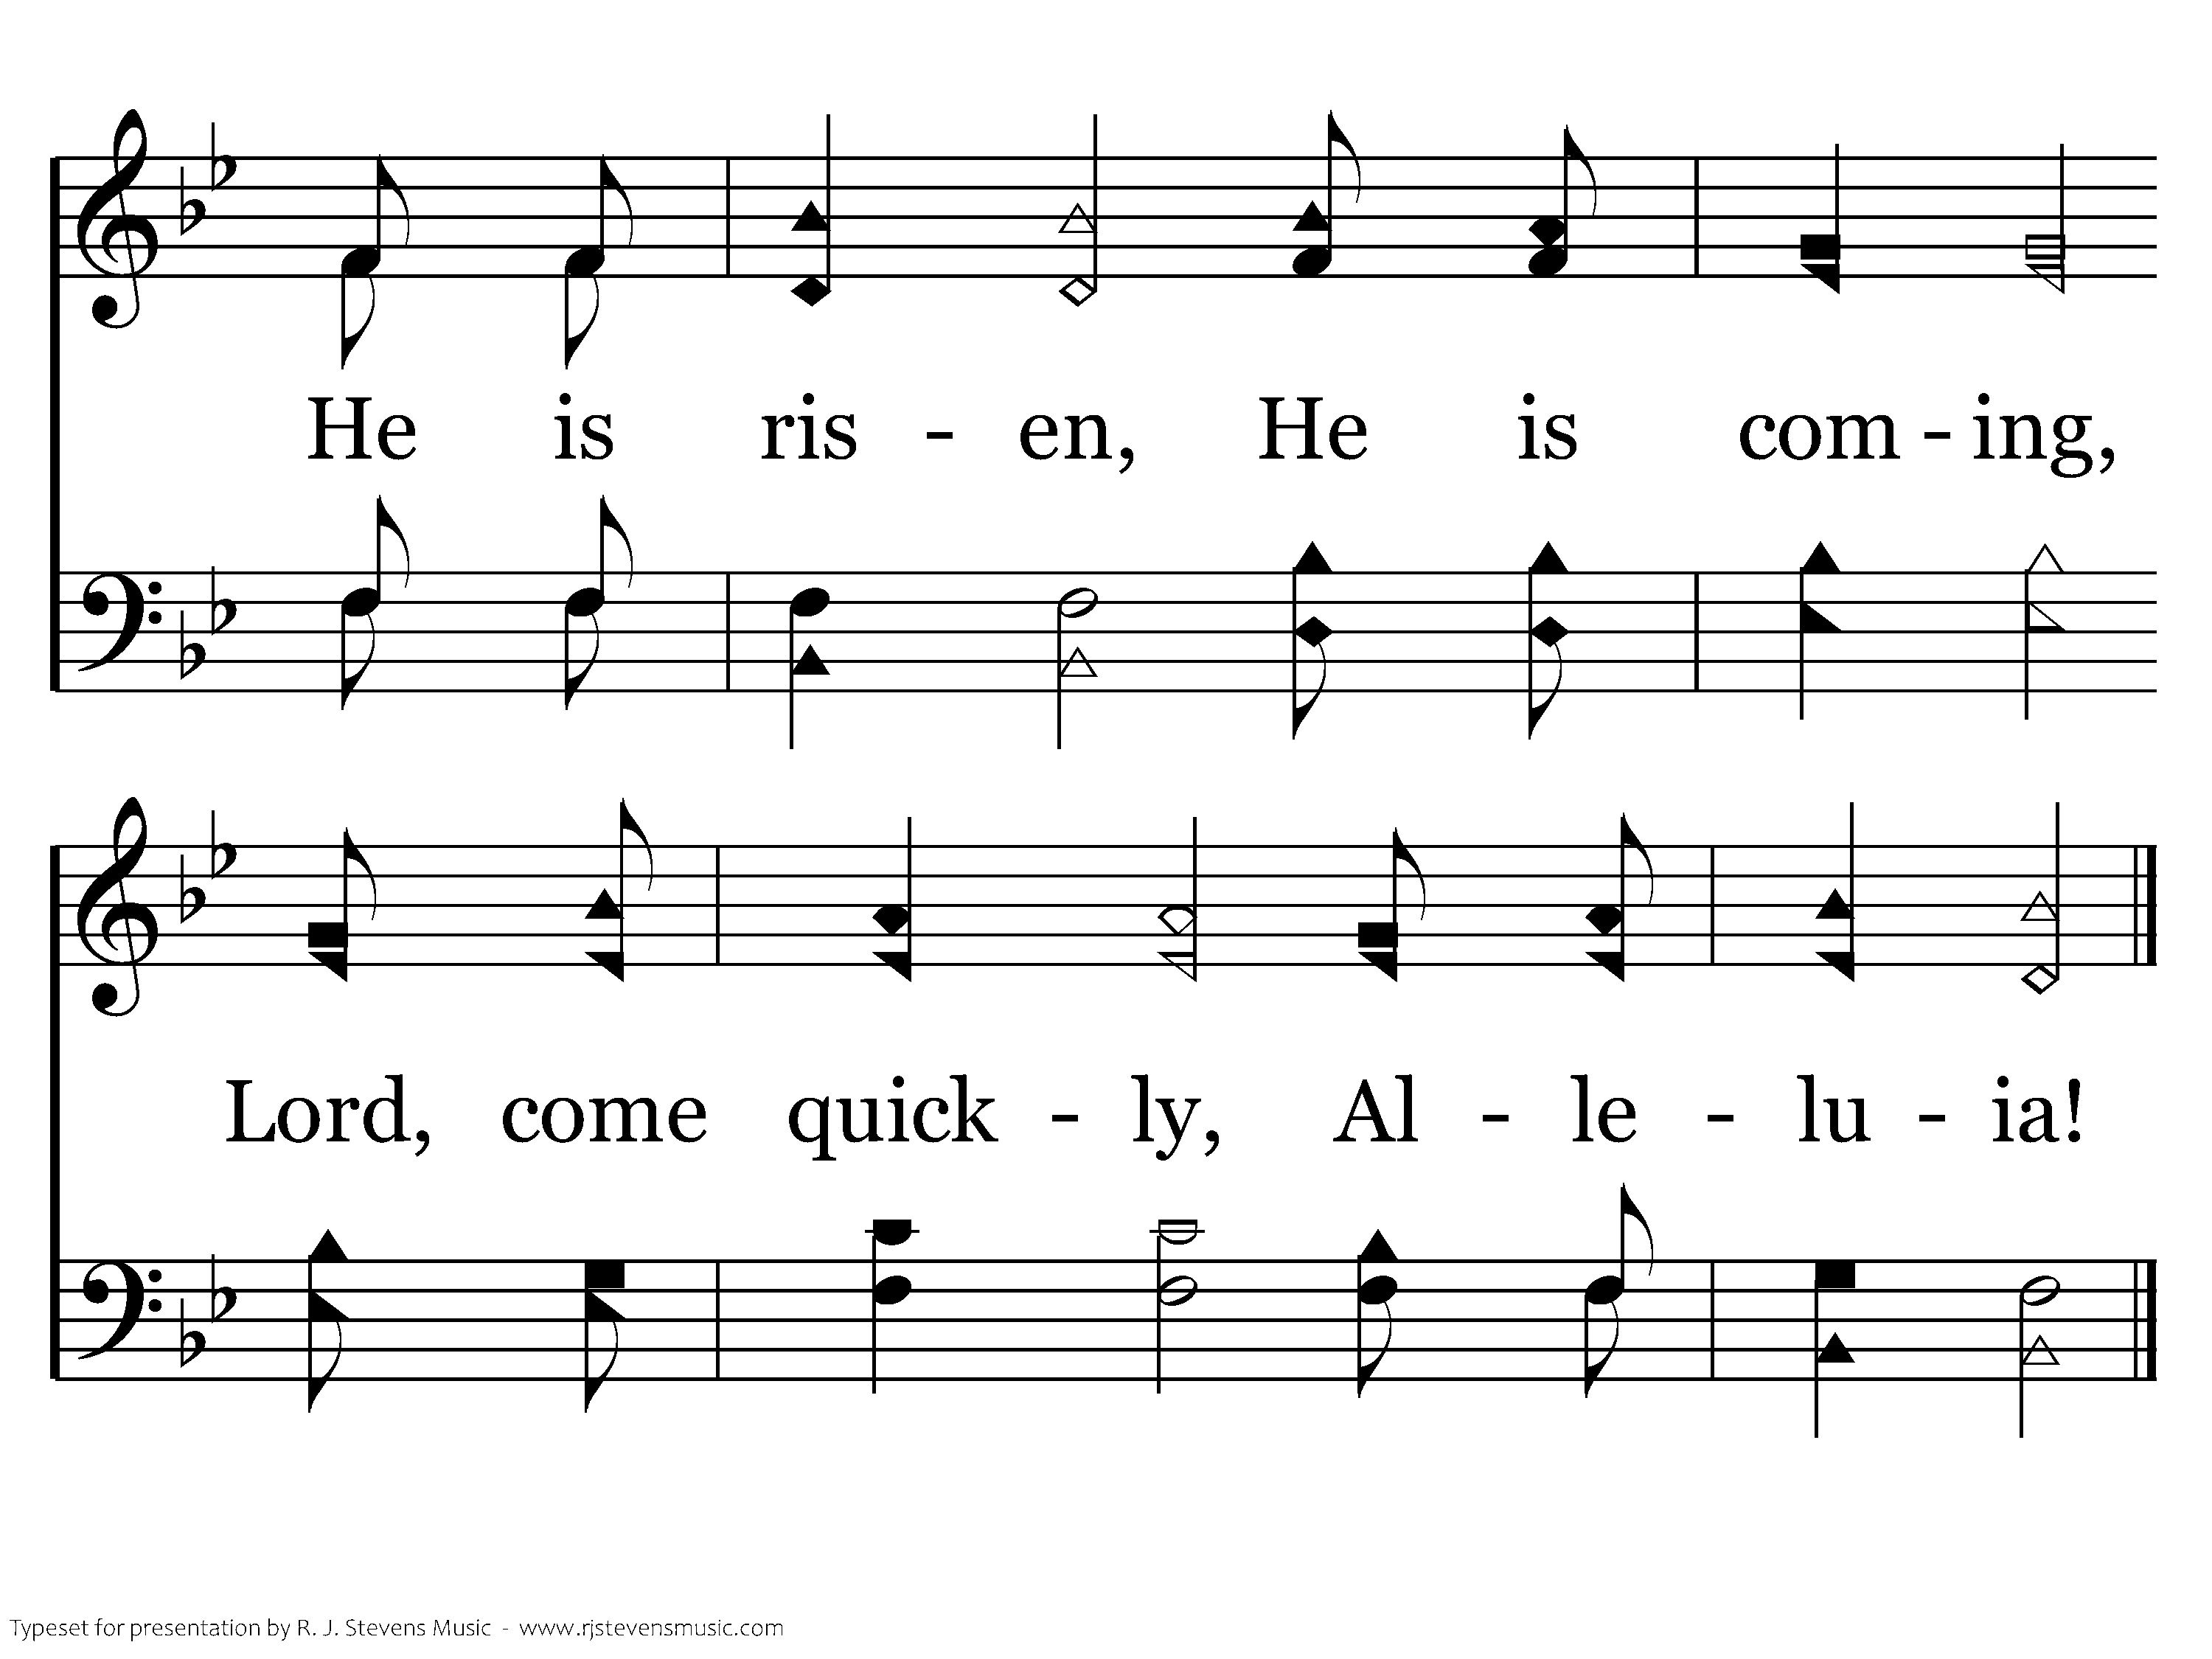 He is ris - en, He is com - ing,
Lord, come quick - ly, Al - le - lu - ia!
Typeset for presentation by R. J. Stevens Music - www.rjstevensmusic.com